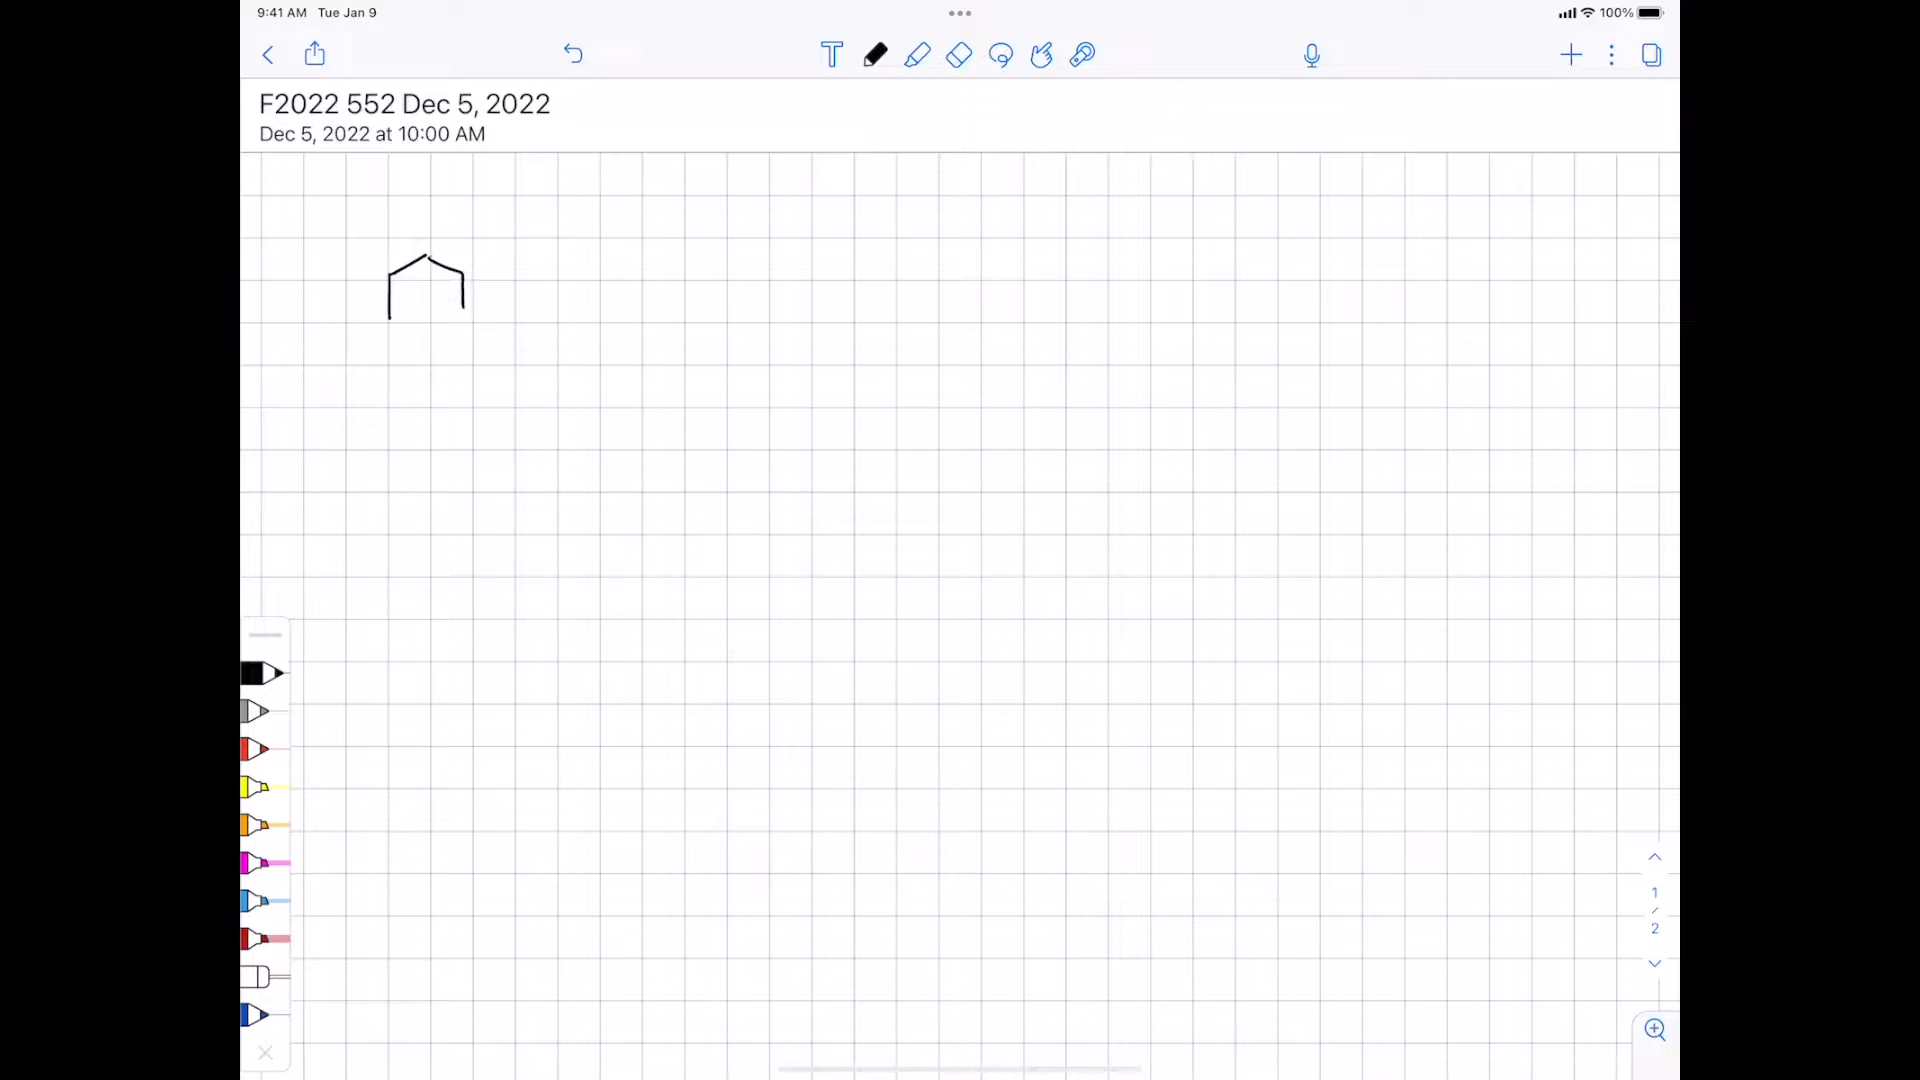 9:41 AM Tue Jan 9
100%
T
F2022 552 Dec 5, 2022
Dec 5, 2022 at 10:00 AM
1
/
2